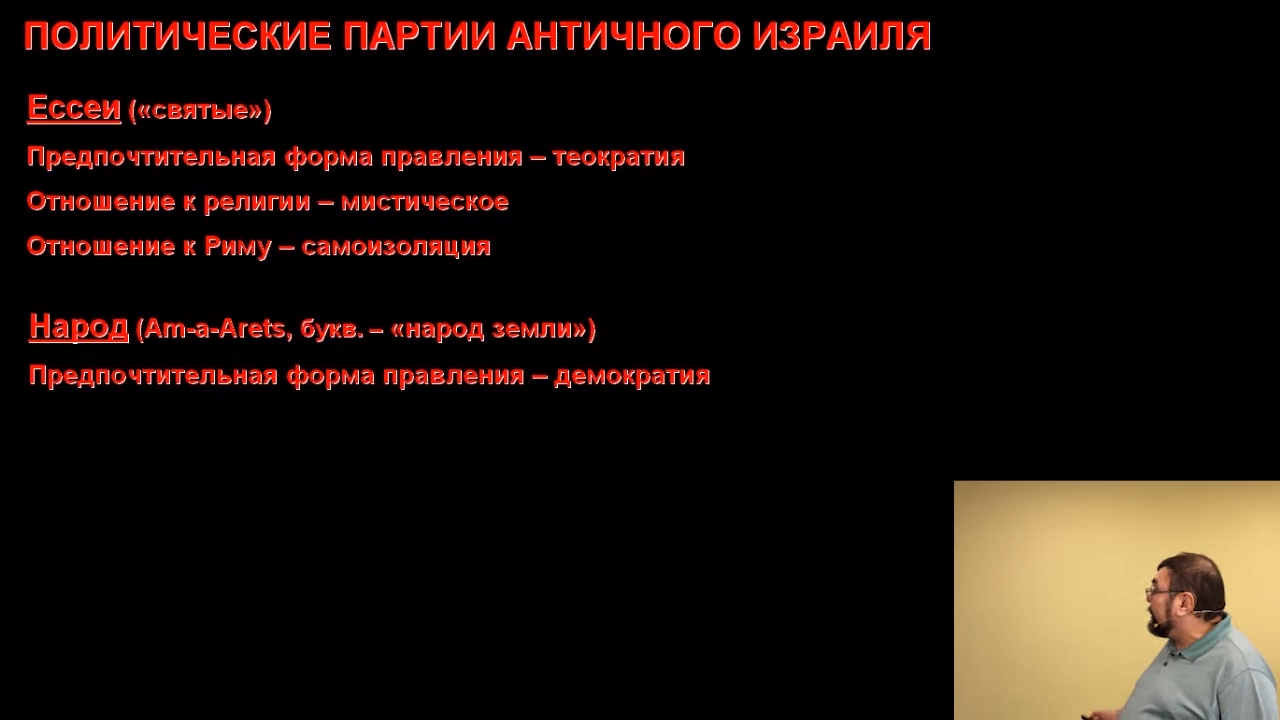 ПОЛИТИЧЕСКИЕ ПАРТИИ АНТИЧНОГО ИЗРАИЛЯ
Ессеи («святые»)
Предпочтительная форма правления – теократия
Отношение к религии – мистическое
Отношение к Риму – самоизоляция
Народ (Am-a-Arets, букв. – «народ земли»)
Предпочтительная форма правления – демократия